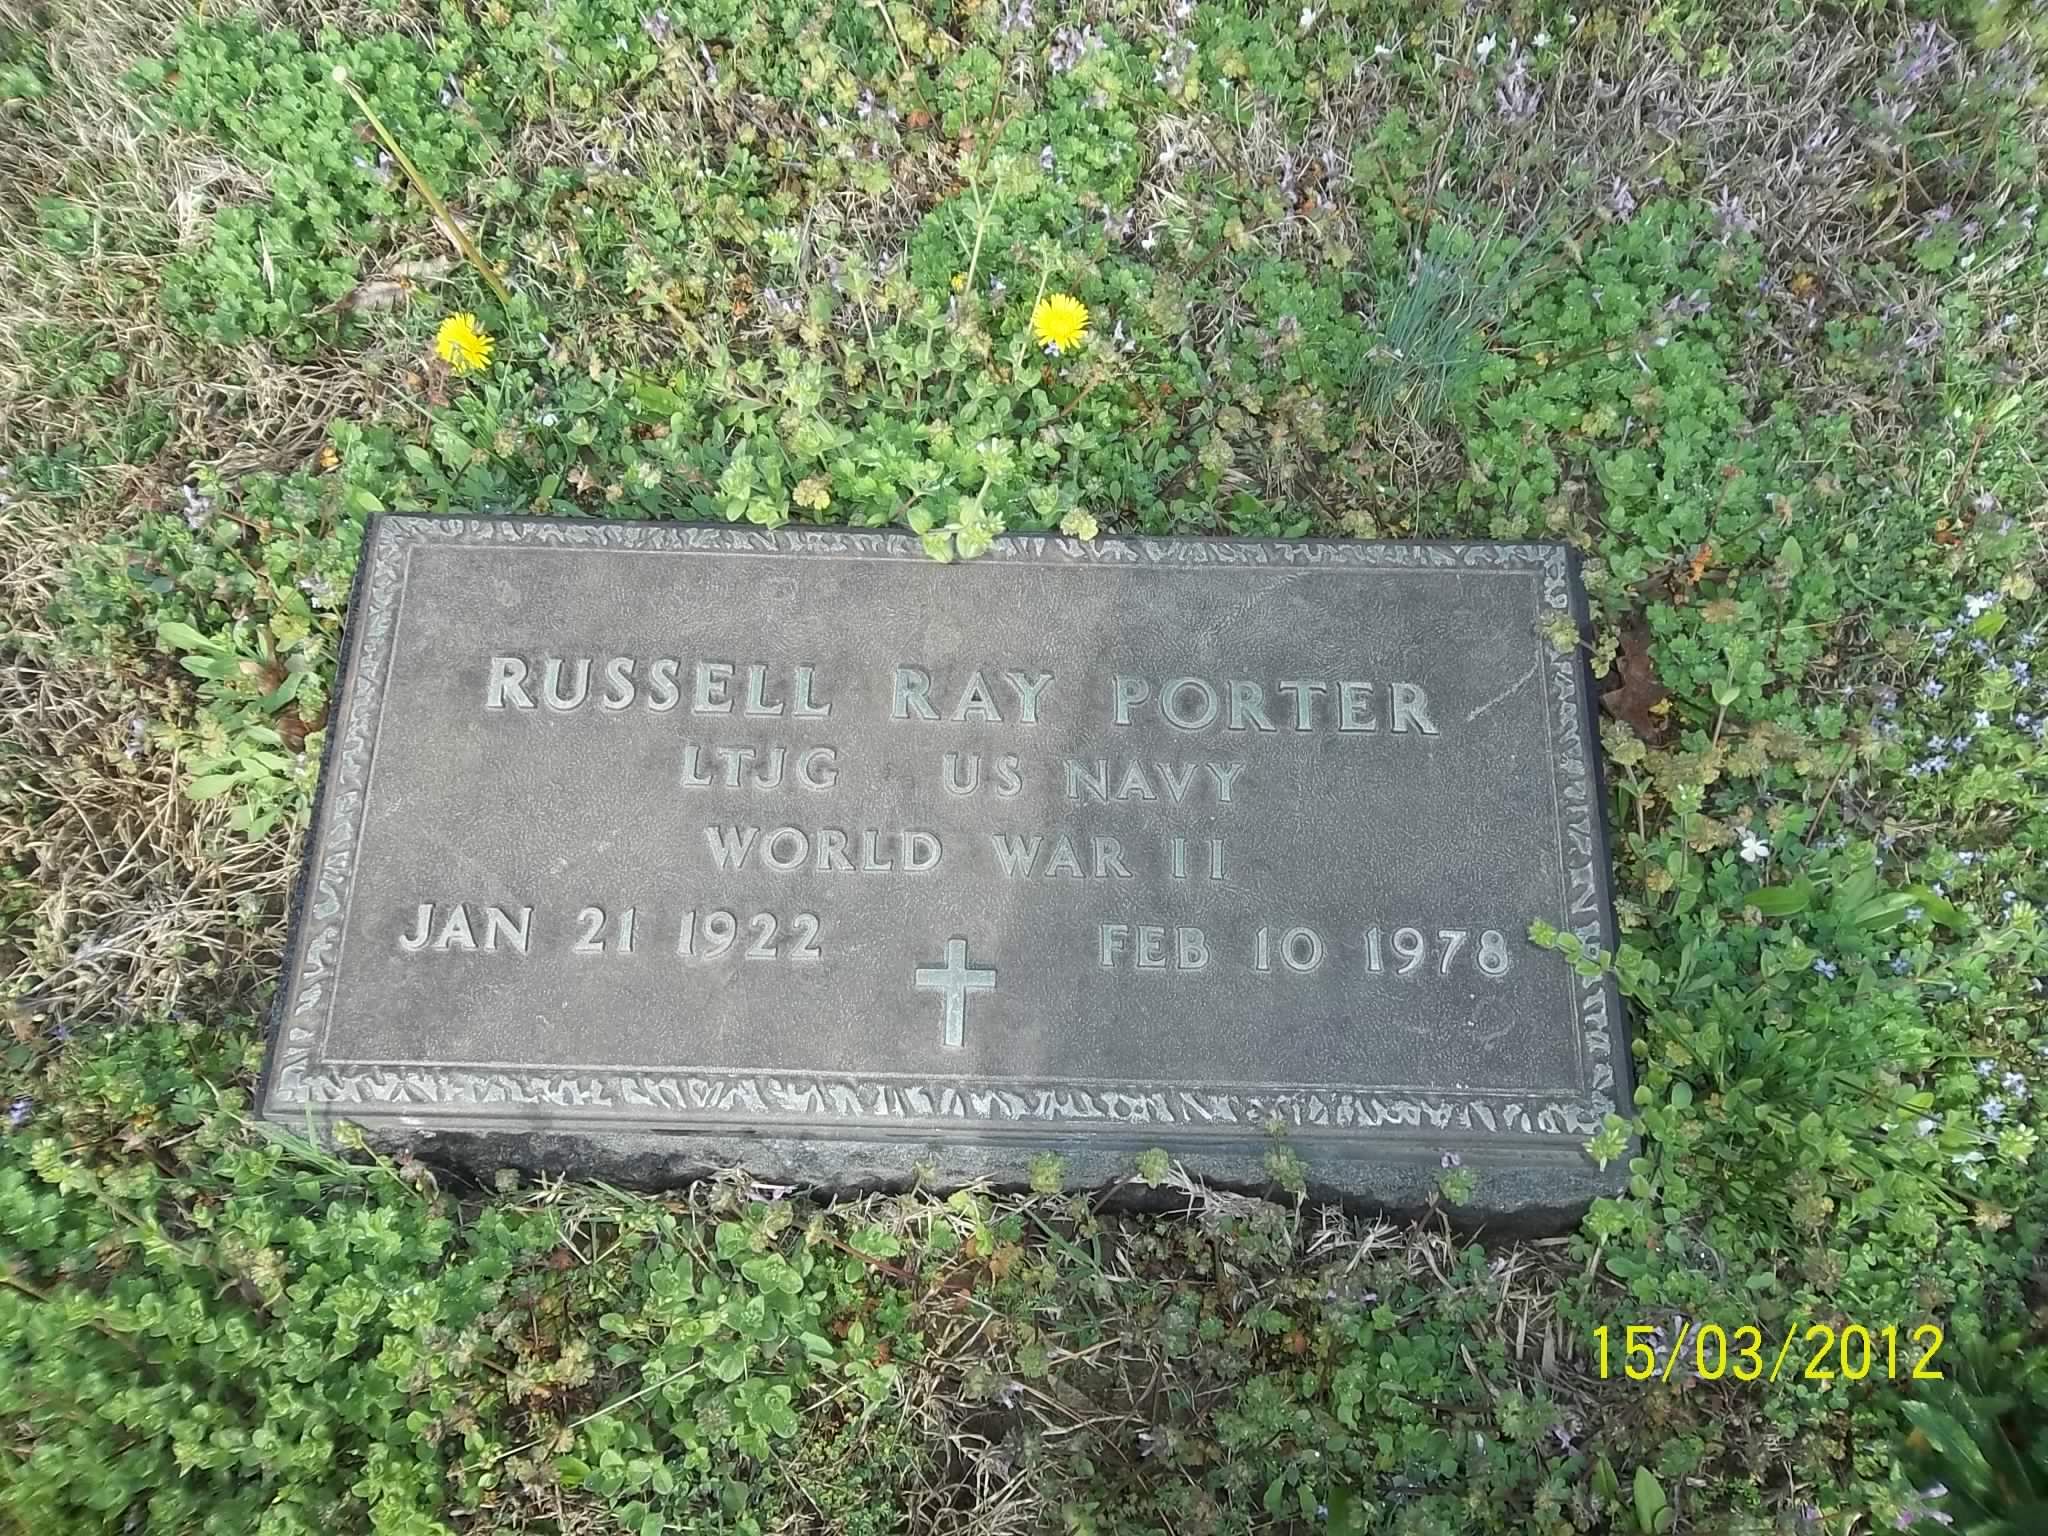 RUSSELL RAY PORTER
LTJG US NAVY
WORLD WAR II
JAN 21 1922 FEB 10 1978
15/03/2012